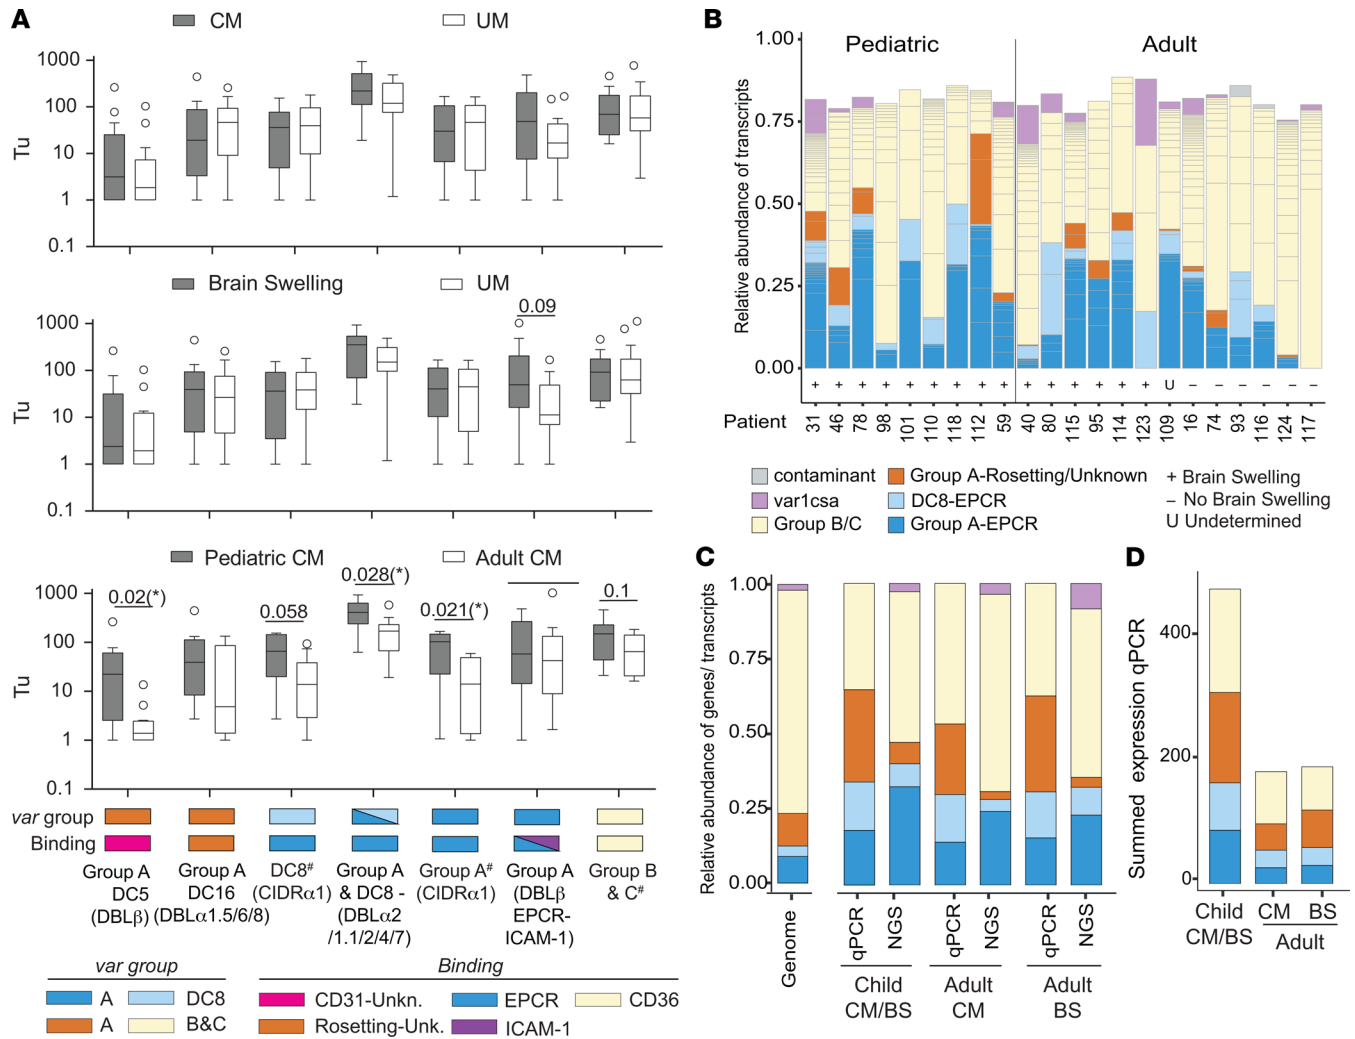 A
CM
UM
1000
100
10
1
0.1
Tu
Brain Swelling
UM
0.09
1000
100
10
1
0.1
Tu
Pediatric CM
Adult CM
0.02(*)
0.058
0.028(*)
0.021(*)
0.1
1000
100
10
1
0.1
Tu
var group
Binding
Group A
DC5
(DBLβ)
Group A
DC16
(DBLα1.5/6/8)
DC8#
(CIDRα1)
Group A
& DC8 -
(DBLα2
/1.1/2/4/7)
Group A#
(CIDRα1)
Group A
(DBLβ
EPCR-
ICAM-1)
Group B
& C#
var group
A
DC8
A
B&C
Binding
CD31-Unkn.
EPCR
CD36
Rosetting-Unk.
ICAM-1
B
Pediatric
Adult
1.00
0.75
0.50
0.25
0.00
Relative abundance of transcripts
+ + + + + + + + + + + + + + + U – – – – – –
Patient
31 46 78 98 101 110 118 112 59 40 80 115 95 114 123 109 16 74 93 116 124 117
contaminant
Group A-Rosetting/Unknown
var1csa
DC8-EPCR
Group B/C
Group A-EPCR
+ Brain Swelling
– No Brain Swelling
U Undetermined
C
1.00
0.75
0.50
0.25
0.00
Relative abundance of genes/ transcripts
Genome
qPCR
NGS
qPCR
NGS
qPCR
NGS
Child
CM/BS
Adult
CM
Adult
BS
D
400
200
0
Summed expression qPCR
Child
CM/BS
CM
BS
Adult